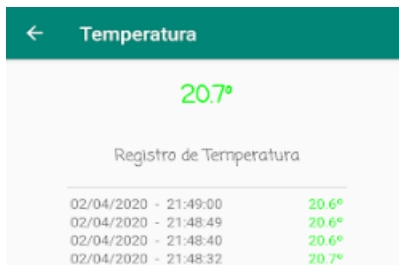 Temperatura
20.7º
Registro de Temperatura
02/04/2020 - 21:49:00 20.6º
02/04/2020 - 21:48:49 20.6º
02/04/2020 - 21:48:40 20.6º
02/04/2020 - 21:48:32 20.7º